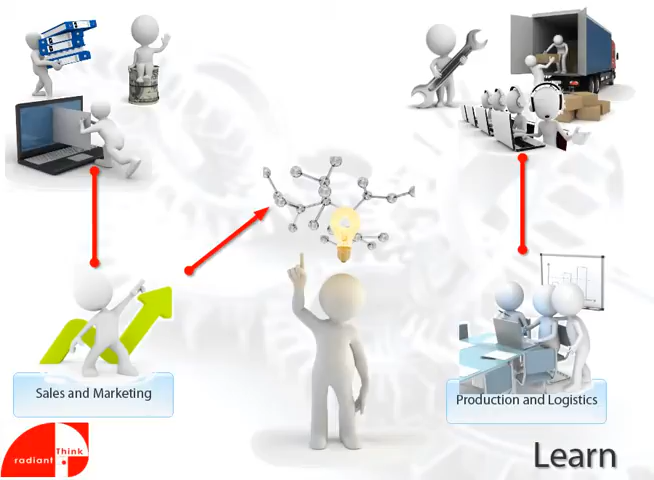 Sales and Marketing
Production and Logistics
Think
radiant
Learn